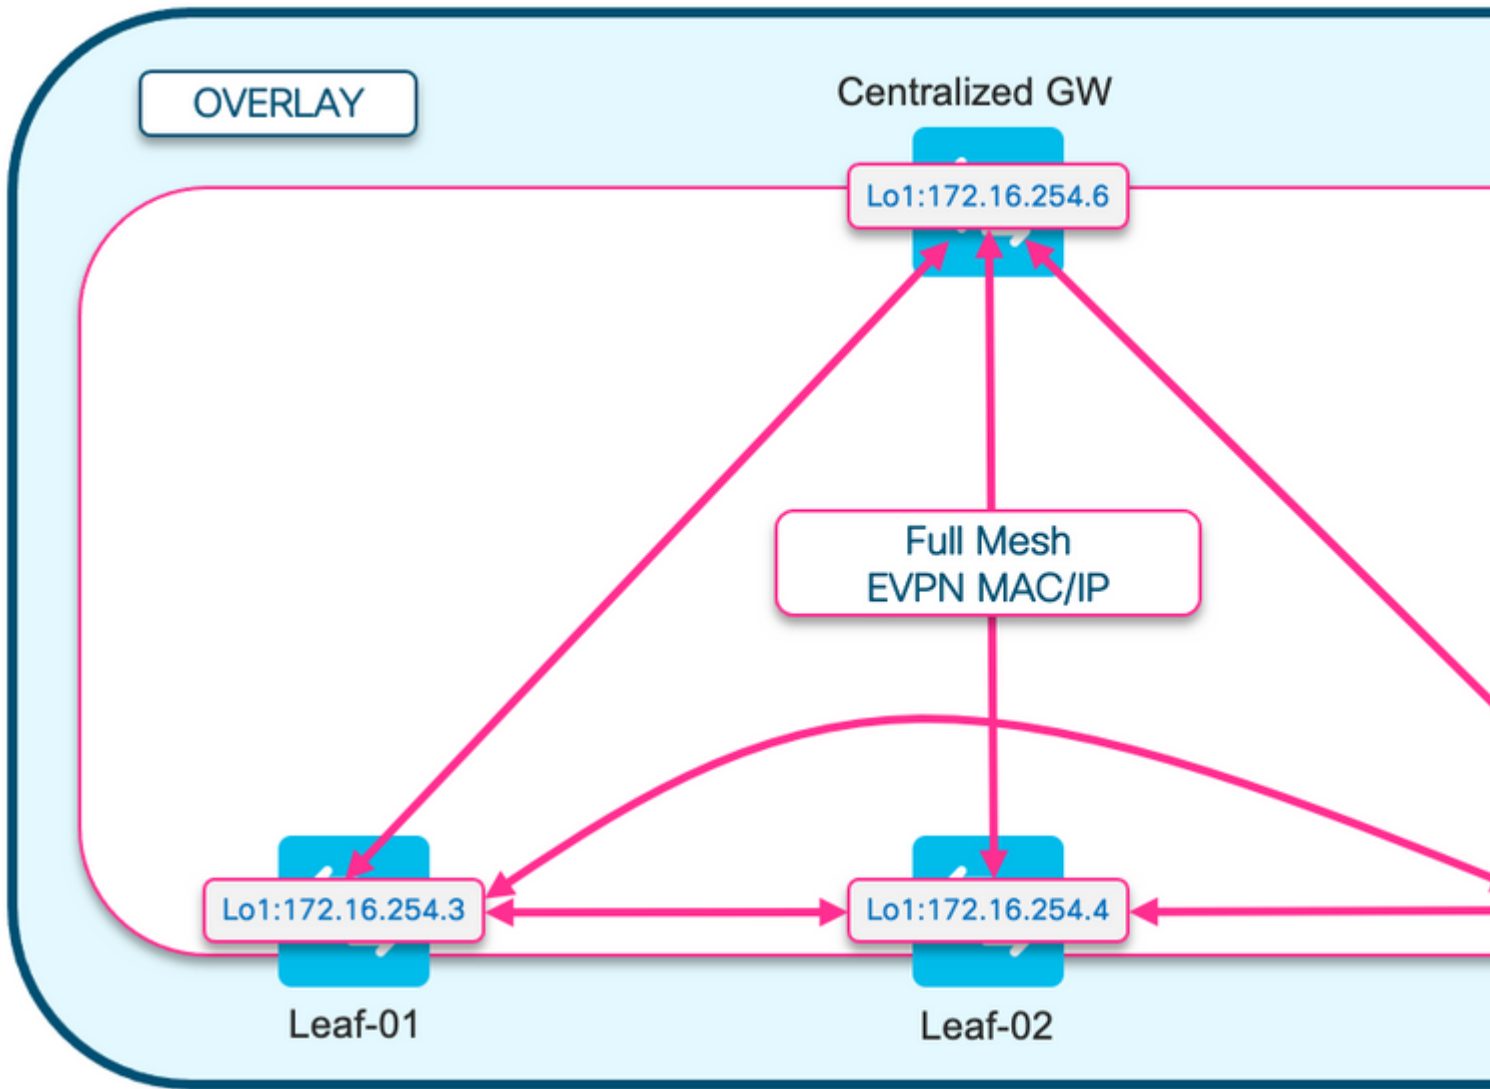 OVERLAY
Centralized GW
Lo1:172.16.254.6
Full Mesh
EVPN MAC/IP
Lo1:172.16.254.3
Lo1:172.16.254.4
Leaf-01
Leaf-02